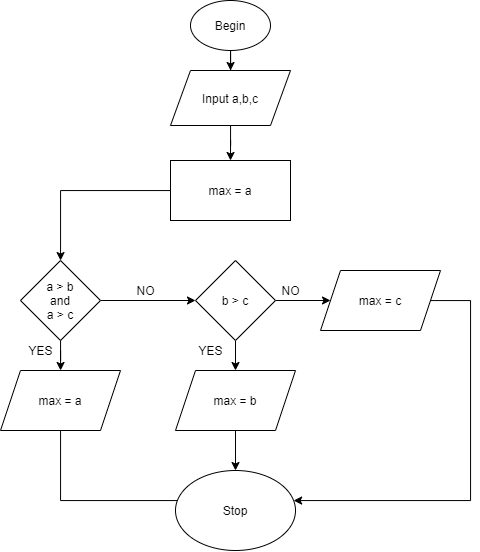 Begin
Input a,b,c
max = a
a > b
and
a > c
NO
b > c
NO
max = c
YES
YES
max = a
max = b
Stop